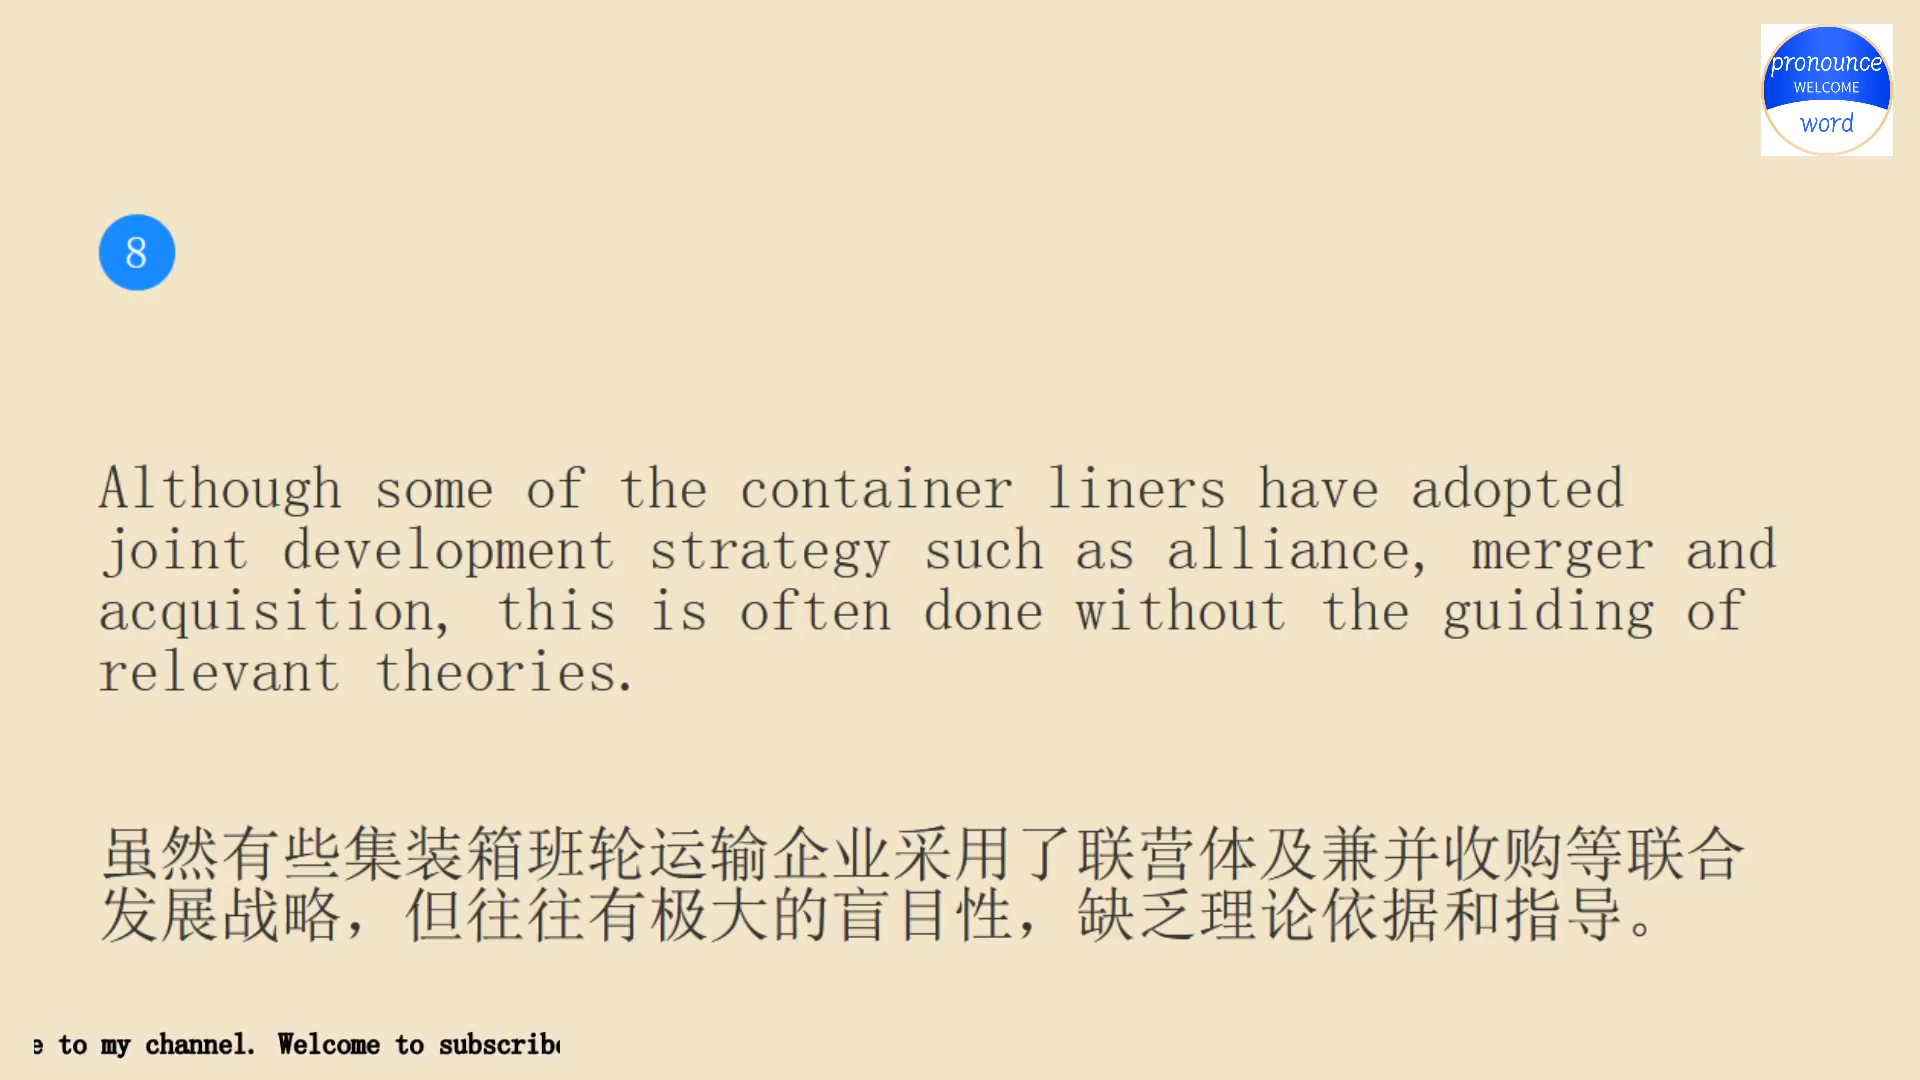 pronounce
WELCOME
word
8
Although some of the container liners have adopted
joint development strategy such as alliance, merger and
acquisition, this is often done without the guiding of
relevant theories.
虽然有些集装箱班轮运输企业采用了联营体及兼并收购等联合
发展战略，但往往有极大的盲目性，缺乏理论依据和指导。
to my channel. Welcome to